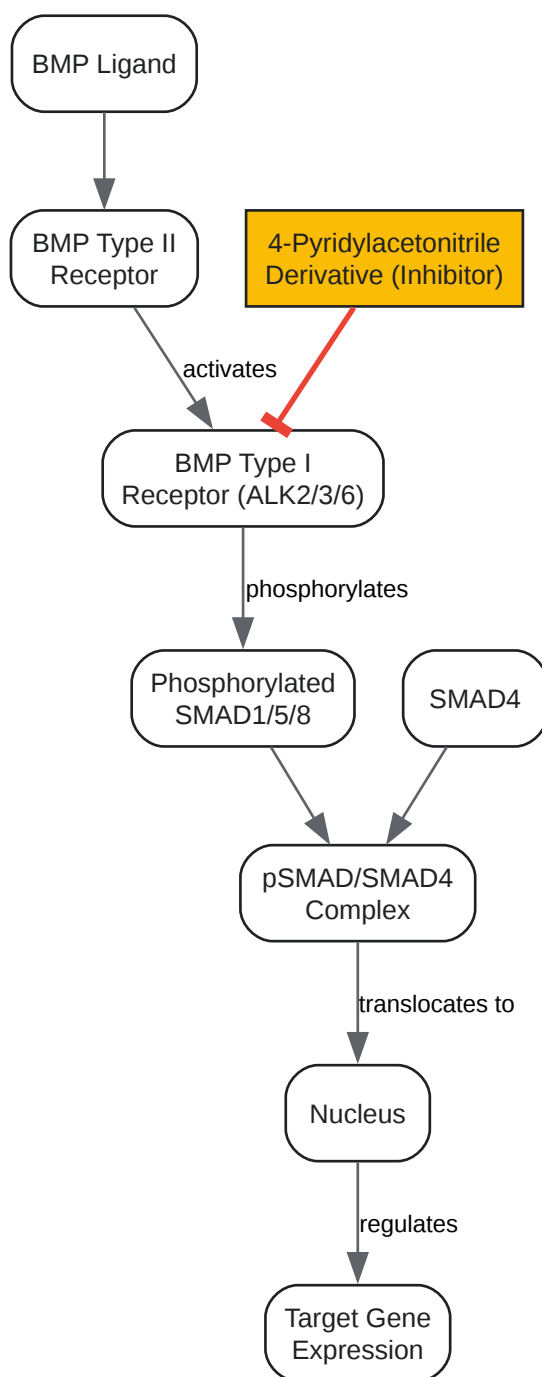 BMP Ligand
BMP Type II
Receptor
4-Pyridylacetonitrile
Derivative (Inhibitor)
activates
BMP Type I
Receptor (ALK2/3/6)
phosphorylates
Phosphorylated
SMAD1/5/8
SMAD4
pSMAD/SMAD4
Complex
translocates to
Nucleus
regulates
Target Gene
Expression